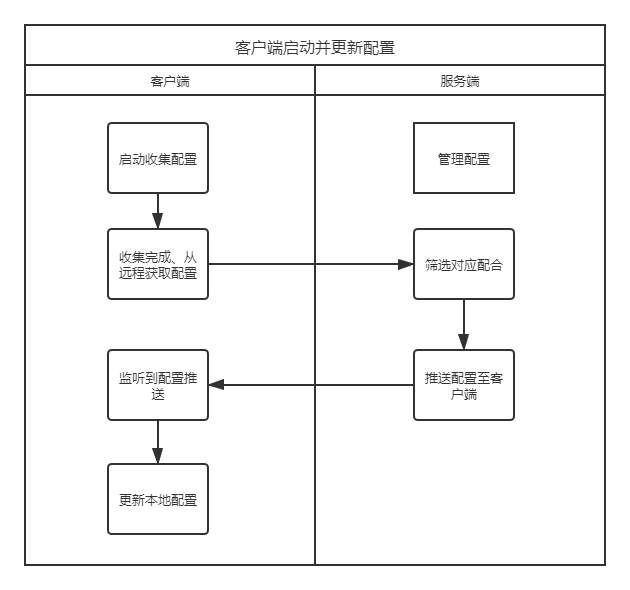 客户端启动并更新配置
客户端
服务端
启动收集配置
管理配置
收集完成、从
远程获取配置
筛选对应配合
监听到配置推
送
推送配置至客
户端
更新本地配置